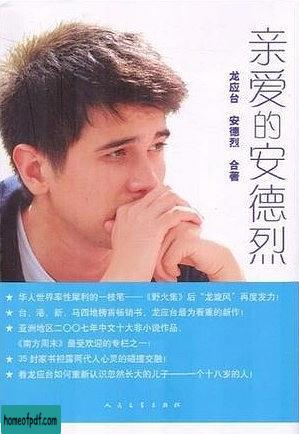 亲爱的安德烈
龙应台 安德烈 合著
★ 华人世界率性犀利的一枝笔——《野火集》后“龙旋风”再度发力！
★ 台、港、新、马四地榜首畅销书，龙应台最为看重的新作！
★ 亚洲地区二〇〇七年中文十大非小说作品，
《南方周末》最受欢迎的专栏之一！
★ 35封家书袒露两代人心灵的碰撞交融！
★ 看龙应台如何重新认识忽然长大的儿子——一个十八岁的人！
人民文学出版社
homeofpdf.com